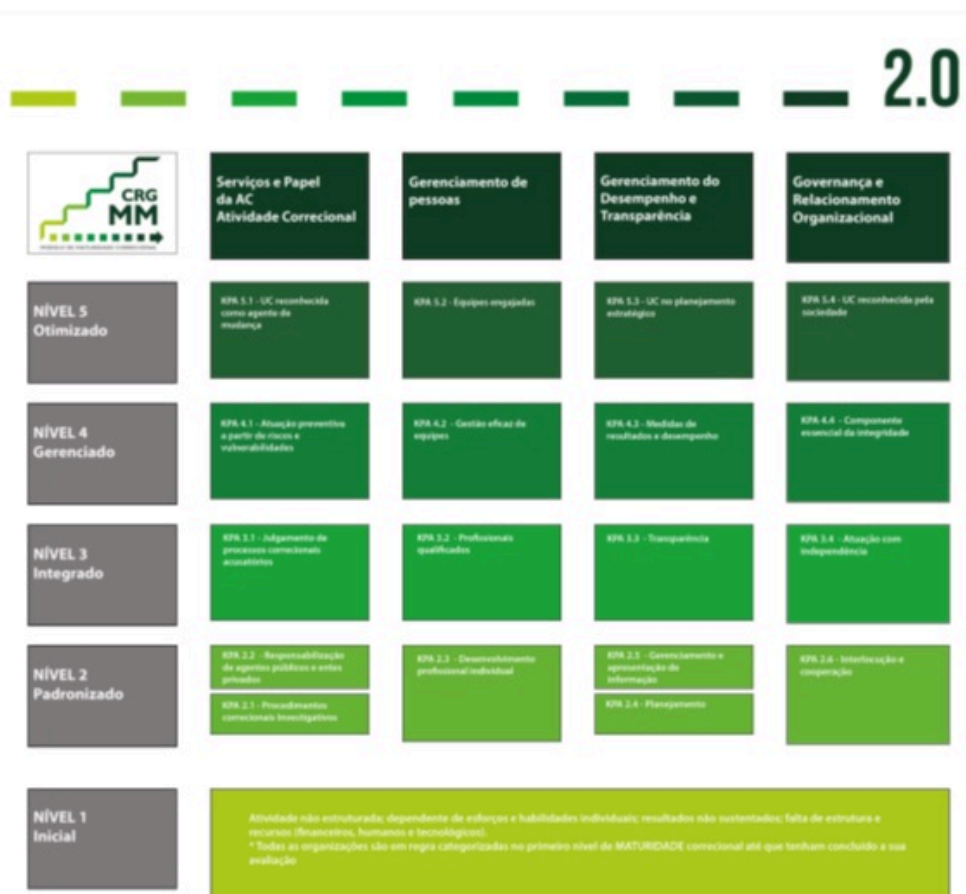 2.0
CRG
MM
MODELO DE MATURIDADE CORRECIONAL
Serviços e Papel
da AC
Atividade Correcional
Gerenciamento de
pessoas
Gerenciamento do
Desempenho e
Transparência
Governança e
Relacionamento
Organizacional
NÍVEL 5
Otimizado
KPA 5.1 - UC reconhecida
como agente de
mudança
KPA 5.2 - Equipes engajadas
KPA 5.3 - UC no planejamento
estratégico
KPA 5.4 - UC reconhecida pela
sociedade
NÍVEL 4
Gerenciado
KPA 4.1 - Atuação preventiva
a partir de riscos e
vulnerabilidades
KPA 4.2 - Gestão eficaz de
equipes
KPA 4.3 - Medidas de
resultados e desempenho
KPA 4.4 - Componente
essencial da integridade
NÍVEL 3
Integrado
KPA 3.1 - Julgamento de
processos correcionais
acusatórios
KPA 3.2 - Profissionais
qualificados
KPA 3.3 - Transparência
KPA 3.4 - Atuação com
independência
NÍVEL 2
Padronizado
KPA 2.2 - Responsabilização
de agentes públicos e entes
privados
KPA 2.1 - Procedimentos
correcionais investigativos
KPA 2.3 - Desenvolvimento
profissional individual
KPA 2.5 - Gerenciamento e
apresentação de
informação
KPA 2.4 - Planejamento
KPA 2.6 - Interlocução e
cooperação
NÍVEL 1
Inicial
Atividade não estruturada; dependente de esforços e habilidades individuais; resultados não sustentados; falta de estrutura e
recursos (financeiros, humanos e tecnológicos).
* Todas as organizações são em regra categorizadas no primeiro nível de MATURIDADE correcional até que tenham concluído a sua
avaliação